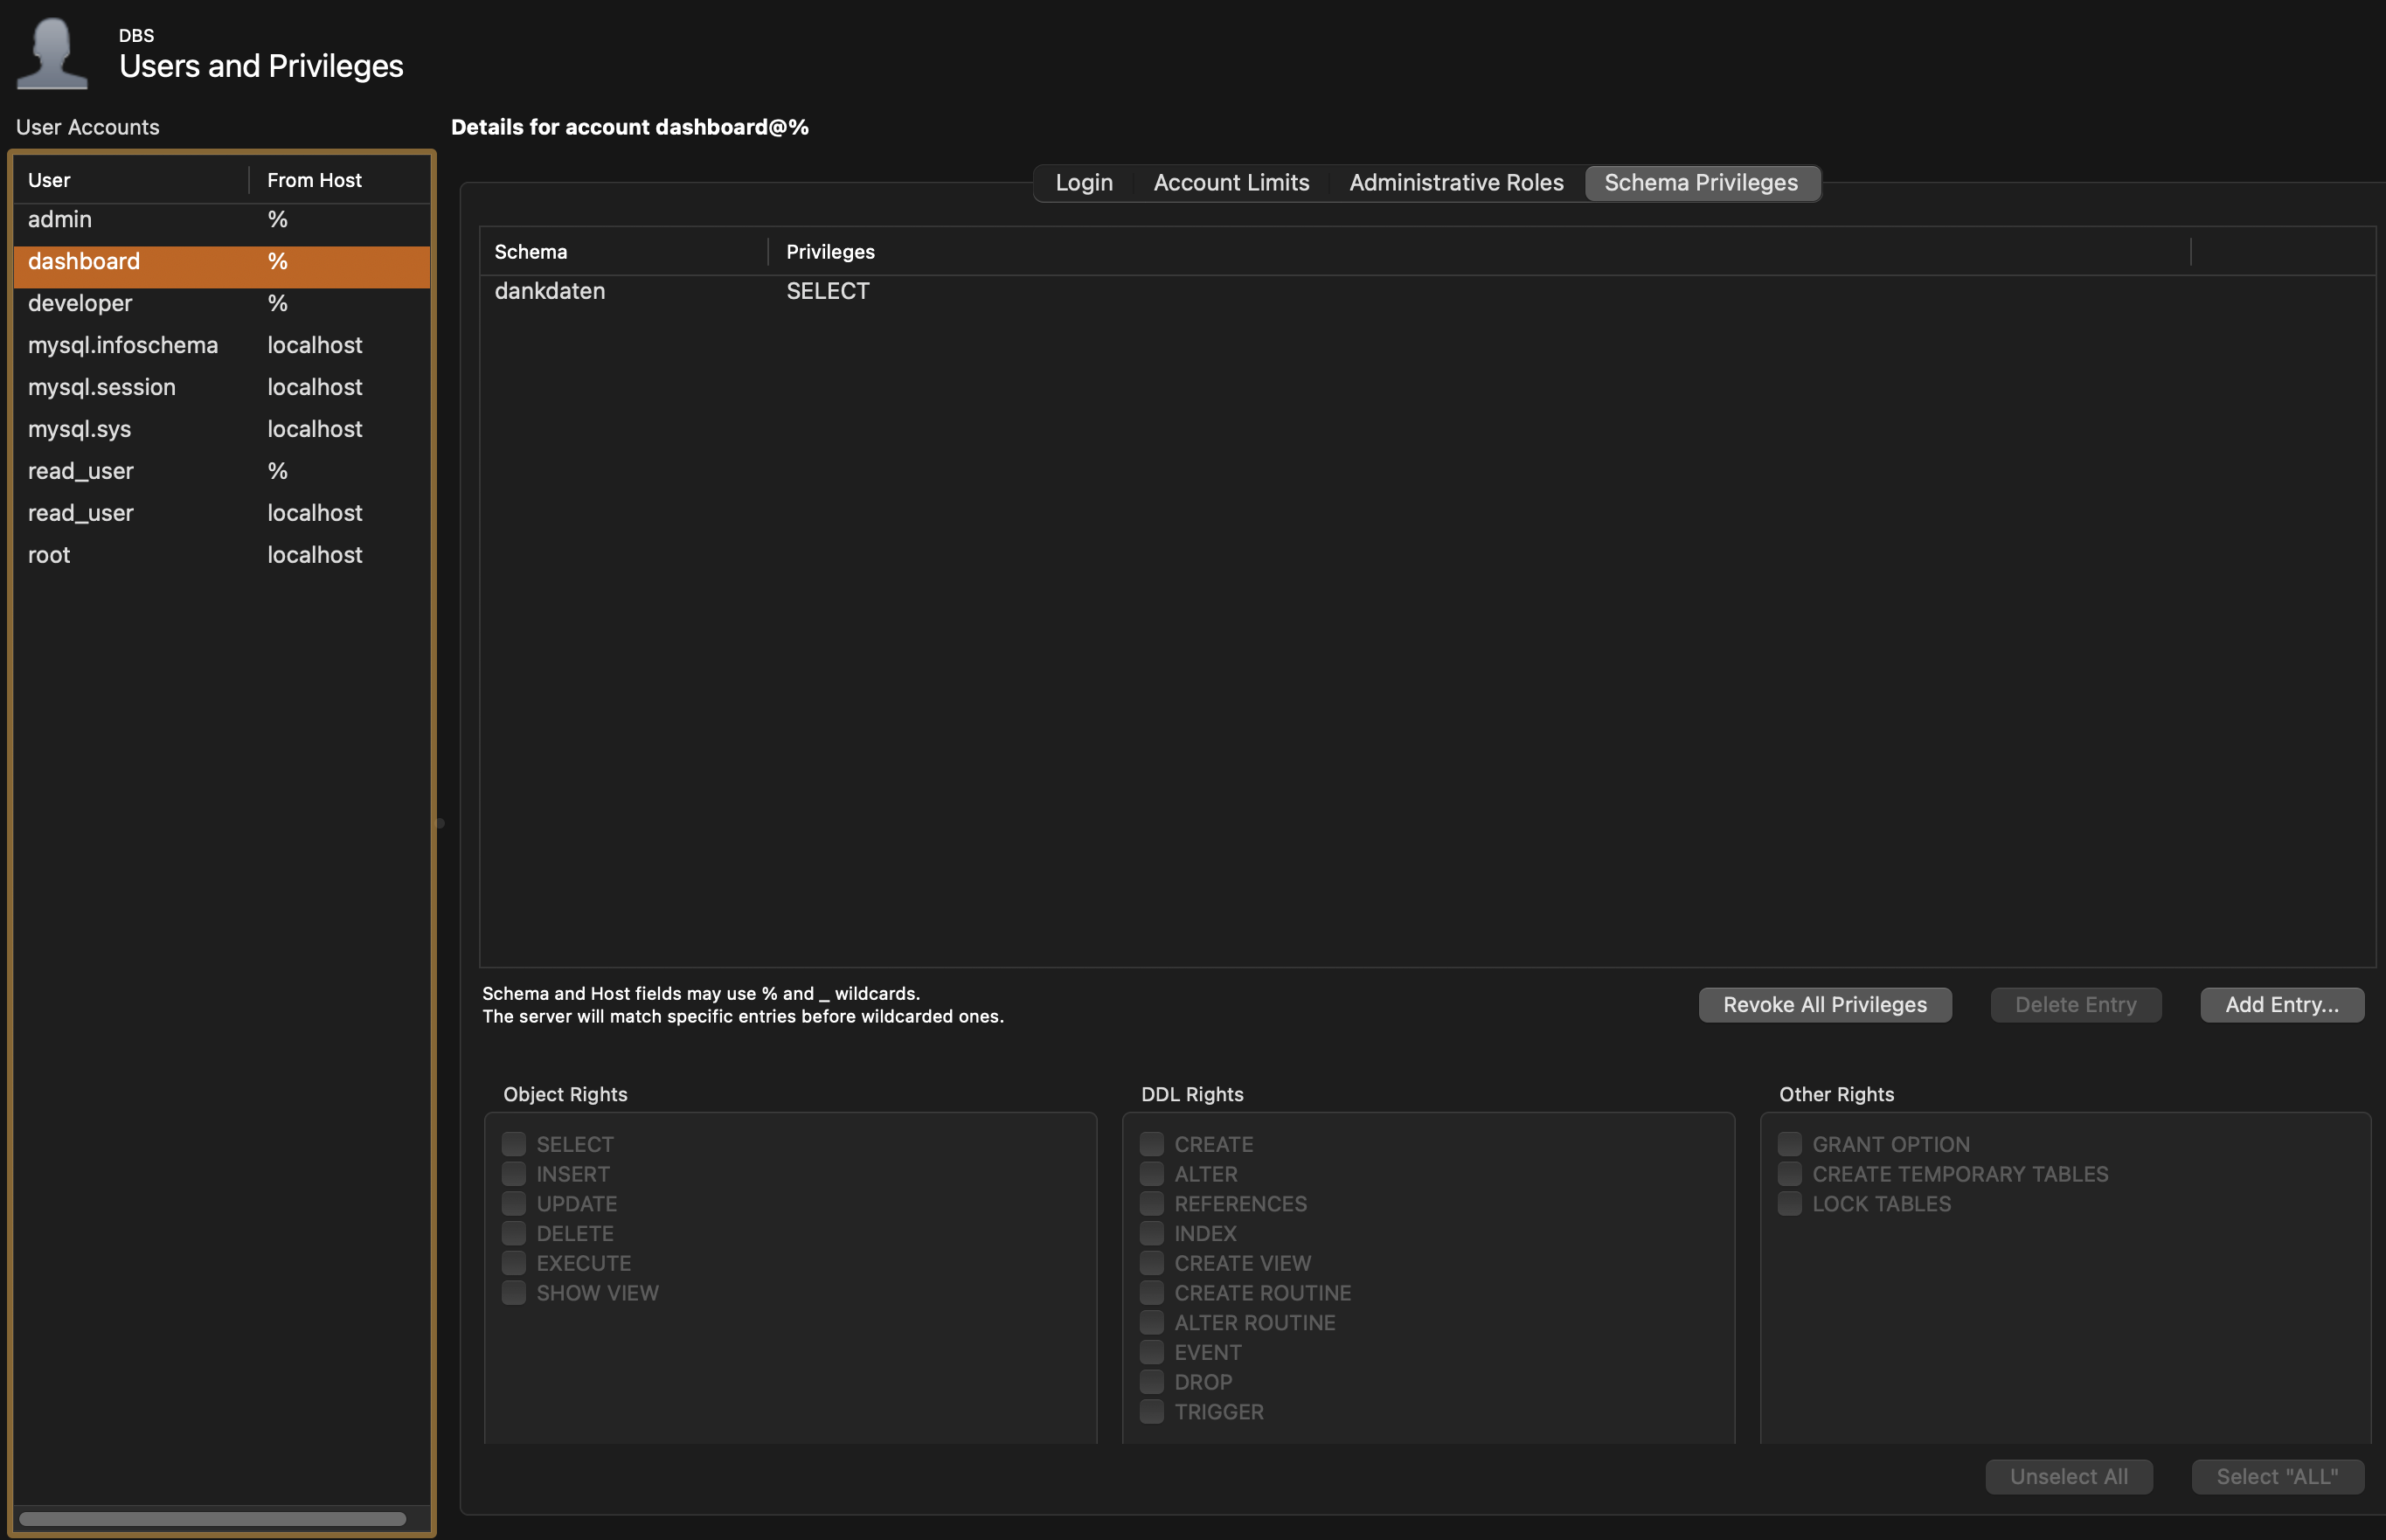 DBS
Users and Privileges
User Accounts
Details for account dashboard@%
User From Host
admin %
dashboard %
developer %
mysql.infoschema localhost
mysql.session localhost
mysql.sys localhost
read_user %
read_user localhost
root localhost
Login Account Limits Administrative Roles Schema Privileges
Schema Privileges
dankdaten SELECT
Schema and Host fields may use % and _ wildcards.
The server will match specific entries before wildcarded ones.
Revoke All Privileges Delete Entry Add Entry...
Object Rights
SELECT
INSERT
UPDATE
DELETE
EXECUTE
SHOW VIEW
DDL Rights
CREATE
ALTER
REFERENCES
INDEX
CREATE VIEW
CREATE ROUTINE
ALTER ROUTINE
EVENT
DROP
TRIGGER
Other Rights
GRANT OPTION
CREATE TEMPORARY TABLES
LOCK TABLES
Unselect All Select "ALL"